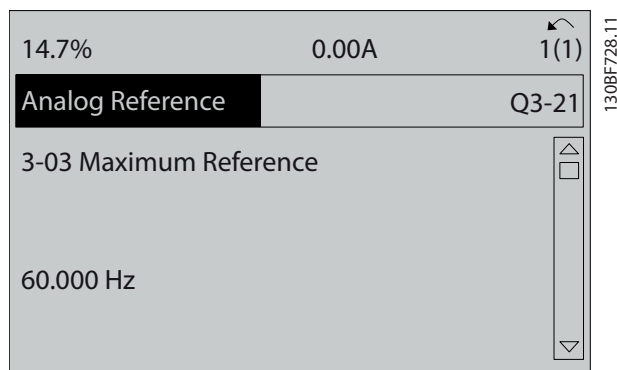 14.7% 0.00A 1(1)
Analog Reference Q3-21
3-03 Maximum Reference
60.000 Hz
130BF728.11